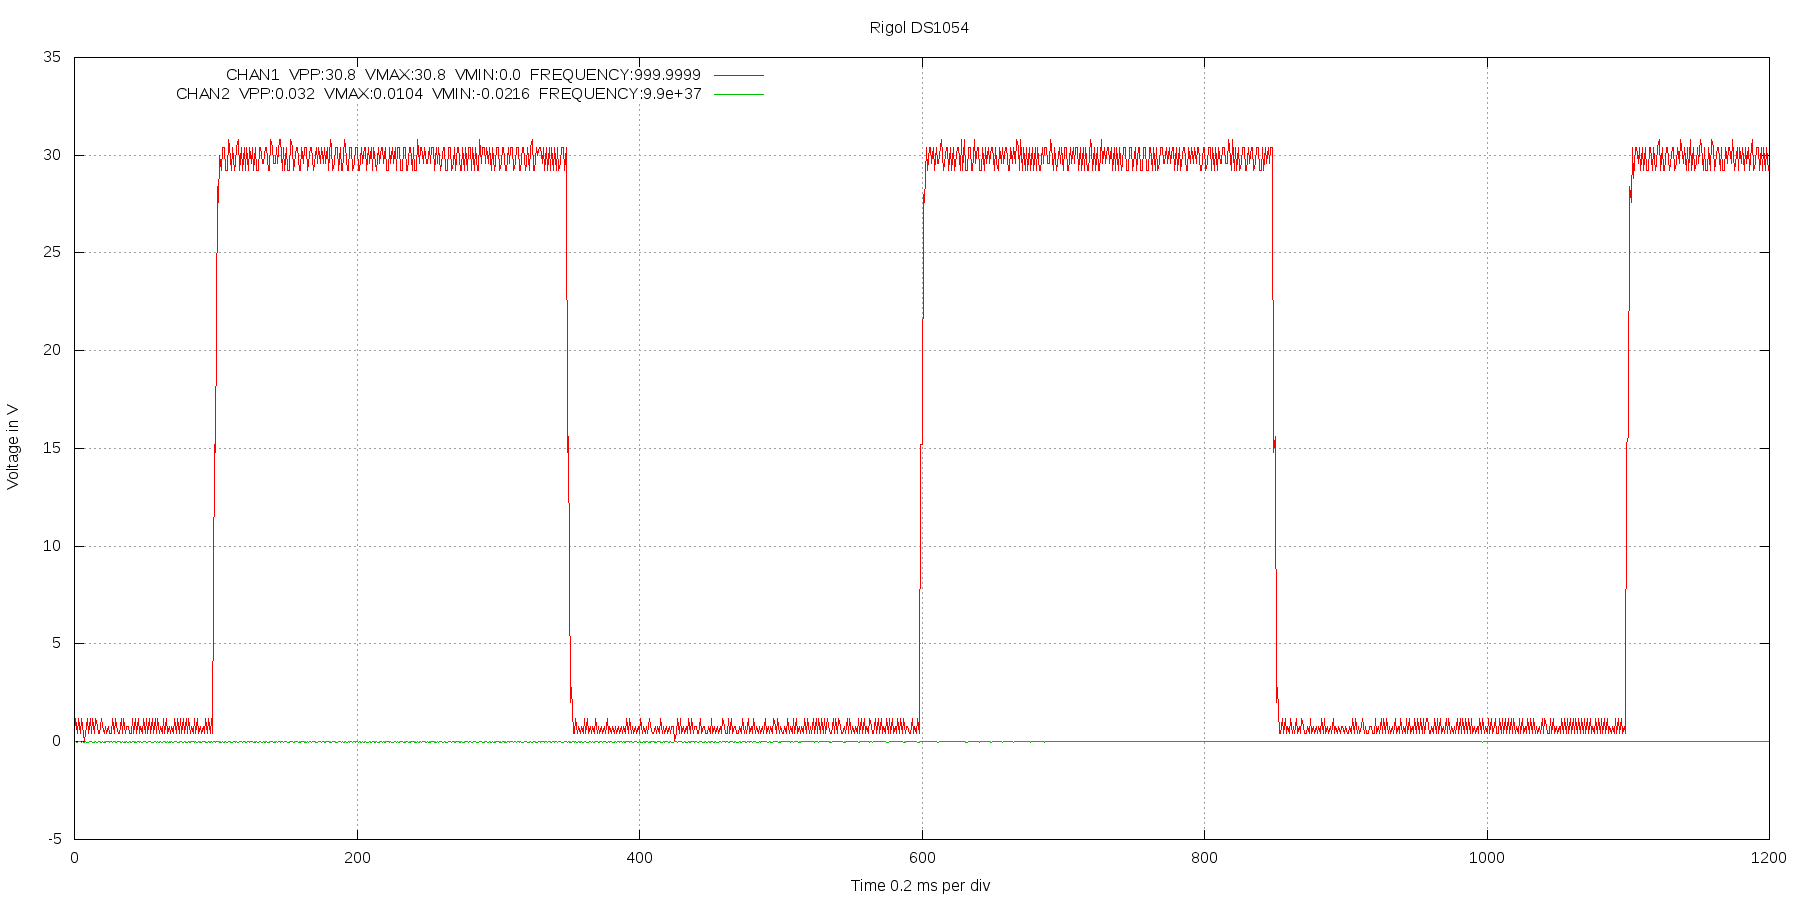 Rigol DS1054
CHAN1 VPP:30.8 VMAX:30.8 VMIN:0.0 FREQUENCY:999.9999
CHAN2 VPP:0.032 VMAX:0.0104 VMIN:-0.0216 FREQUENCY:9.9e+37
35
30
25
20
15
10
5
0
-5
Voltage in V
0 200 400 600 800 1000 1200
Time 0.2 ms per div